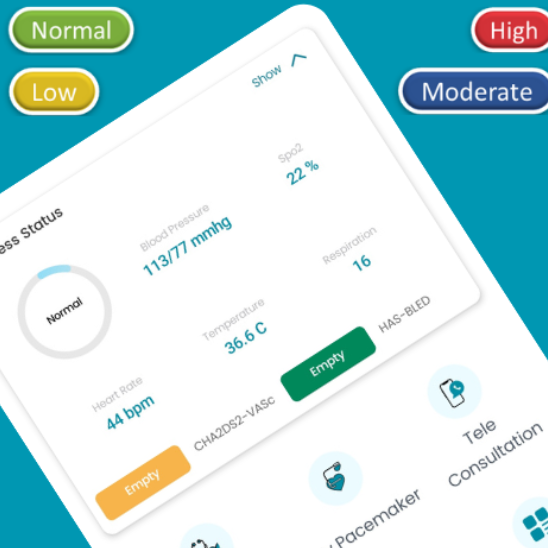 Normal
High
Low
Moderate
Show
ess Status
Normal
Blood Pressure
113/77 mmhg
Spo2
22 %
Heart Rate
44 bpm
Temperature
36.6 C
Respiration
16
Empty
CHA2DS2-VASc
Empty
HAS-BLED
Pacemaker
Tele
Consultation